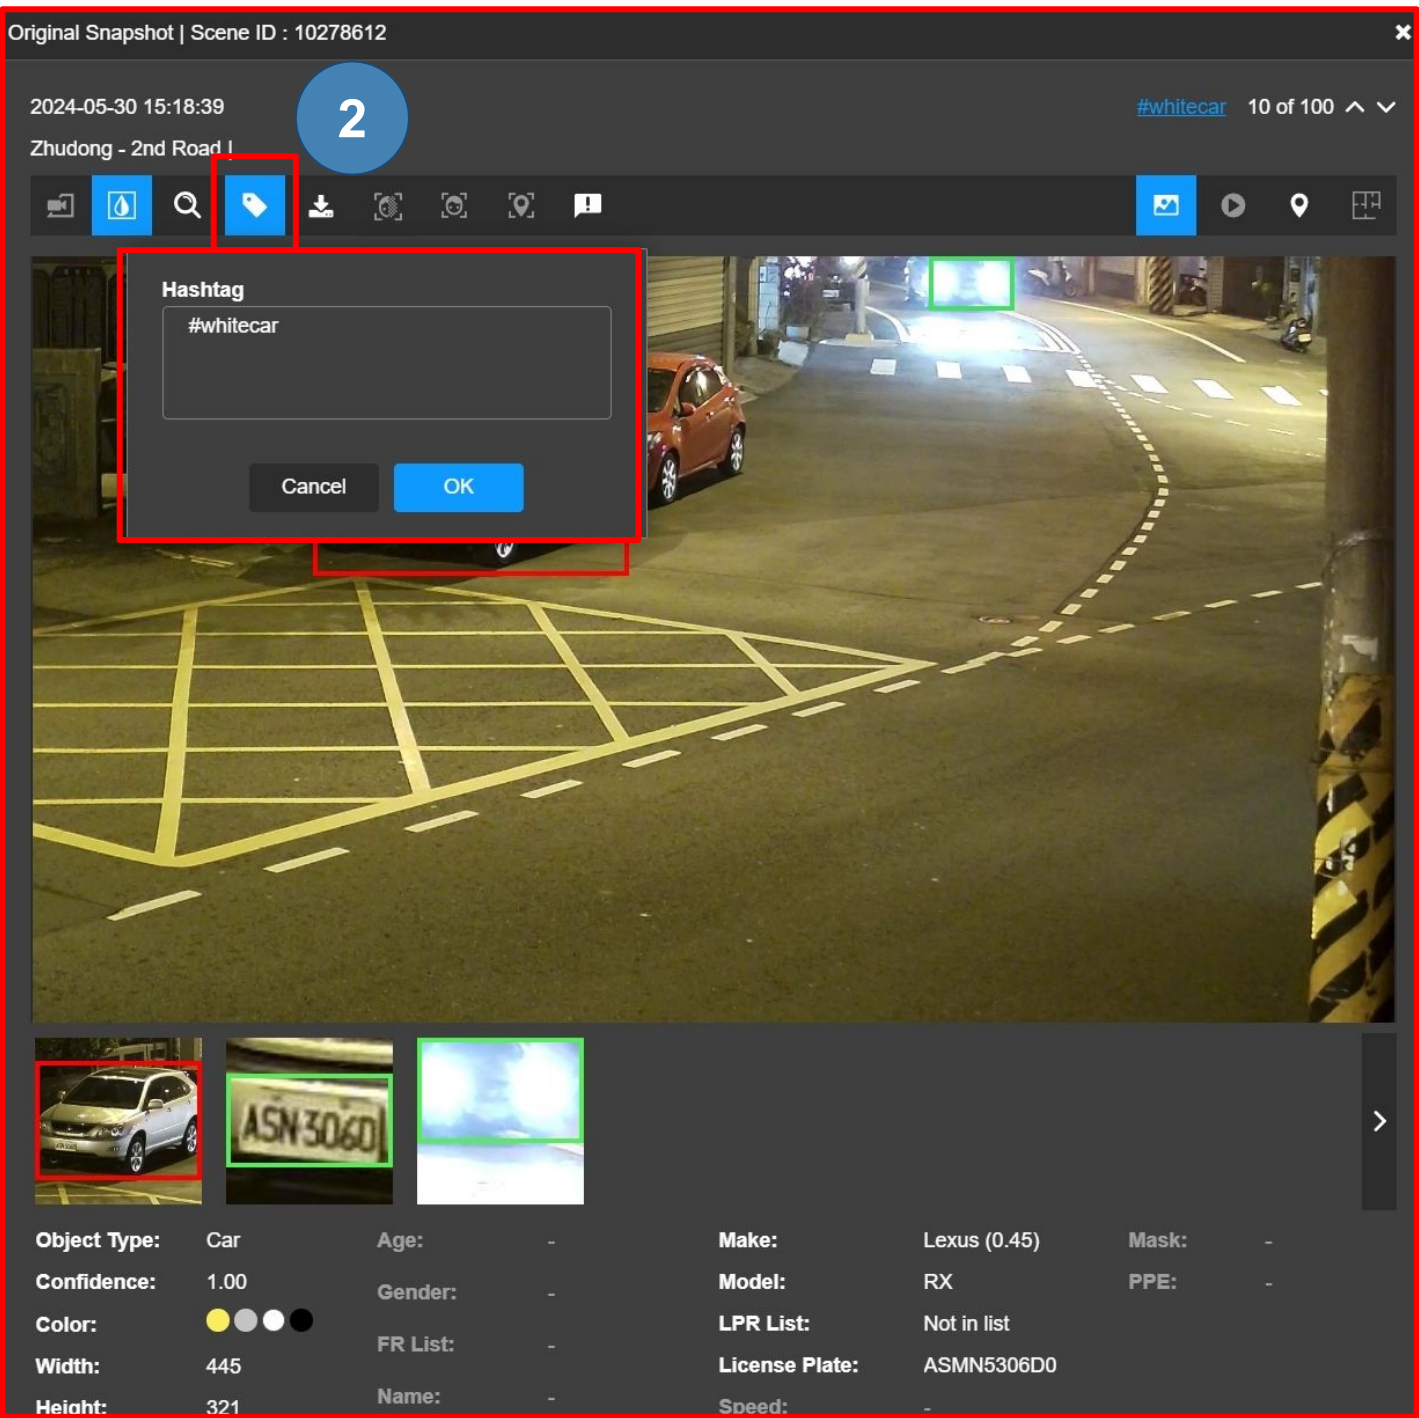 Original Snapshot | Scene ID : 10278612
2024-05-30 15:18:39
2
#whitecar 10 of 100
Zhudong - 2nd Road |
Hashtag
#whitecar
Cancel OK
ASN3060
Object Type: Car Age: - Make: Lexus (0.45) Mask: -
Confidence: 1.00 Gender: - Model: RX PPE: -
Color: LPR List: Not in list
FR List: -
Width: 445 License Plate: ASMN5306D0
Height: 321 Name: - Speed: -